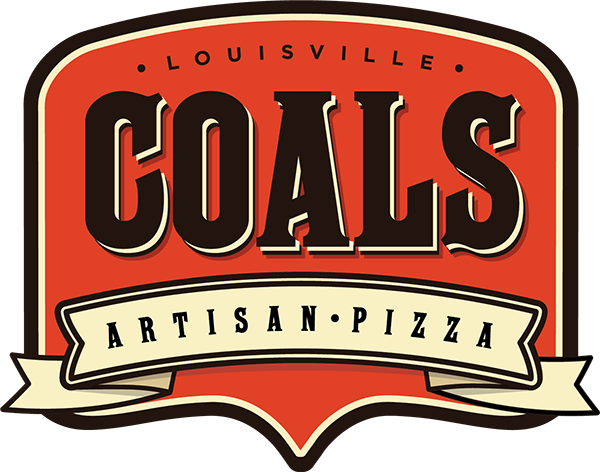 • LOUISVILLE •
COALS
ARTISAN • PIZZA